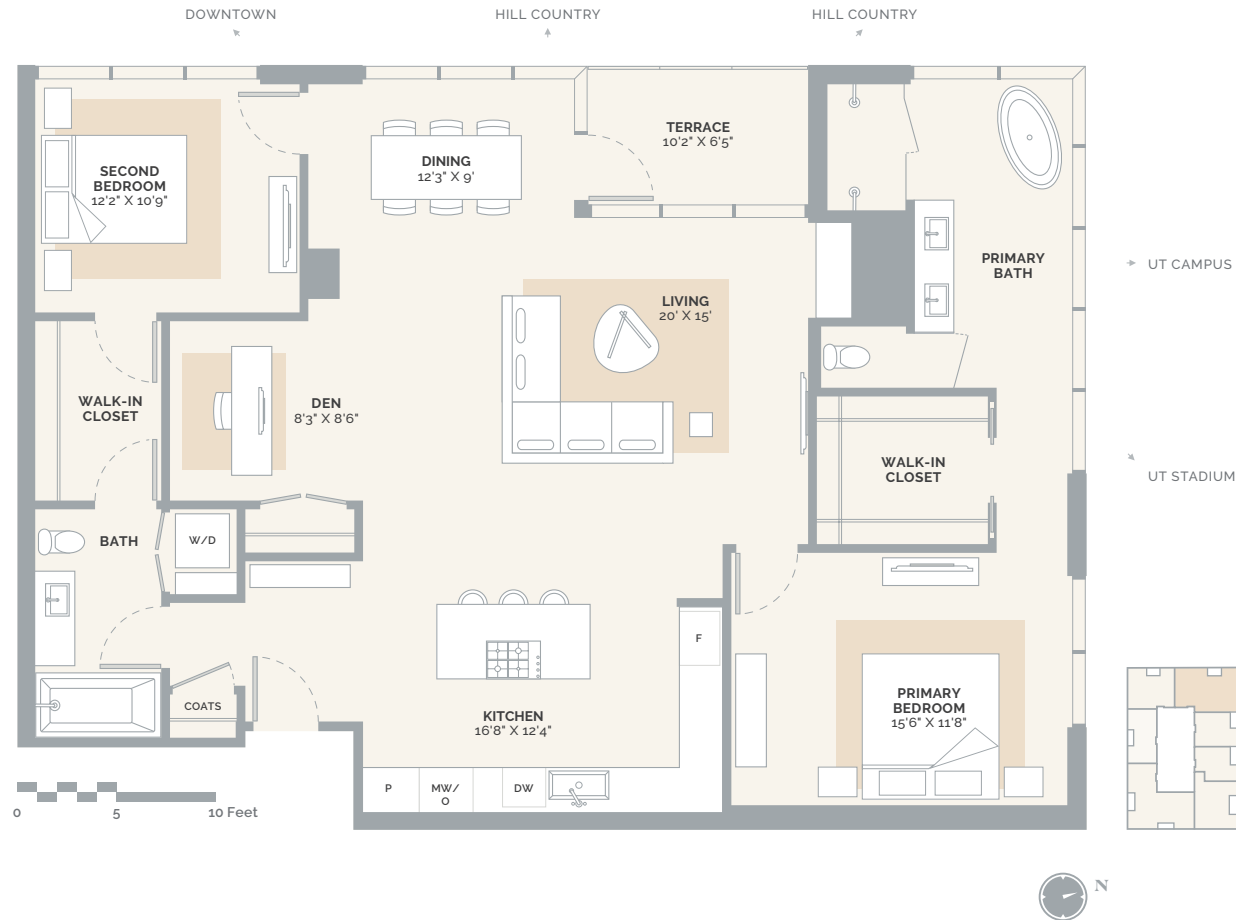 DOWNTOWN
HILL COUNTRY
HILL COUNTRY
TERRACE
10'2" X 6'5"
DINING
12'3" X 9'
SECOND
BEDROOM
12'2" X 10'9"
PRIMARY
BATH
UT CAMPUS
LIVING
20' X 15'
WALK-IN
CLOSET
DEN
8'3" X 8'6"
WALK-IN
CLOSET
UT STADIUM
BATH
W/D
F
COATS
KITCHEN
16'8" X 12'4"
PRIMARY
BEDROOM
15'6" X 11'8"
P
MW/
O
DW
0
5
10 Feet
N